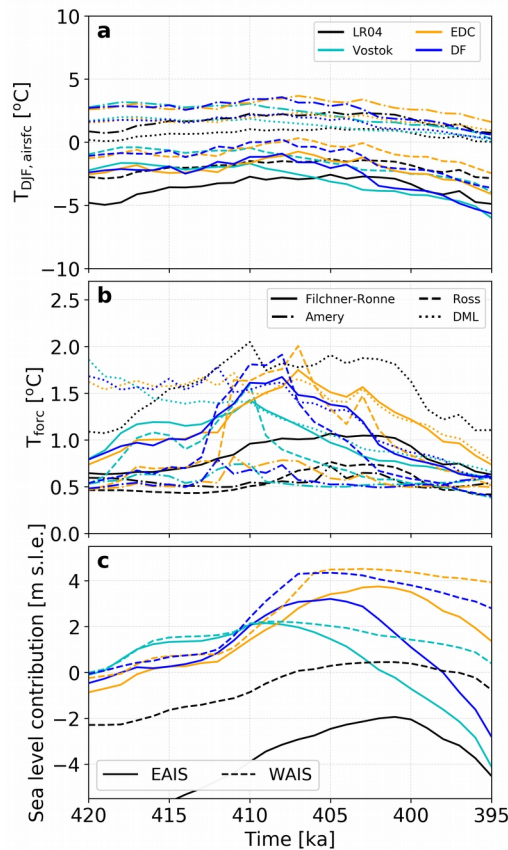 a
LR04
Vostok
EDC
DF
10
5
0
−5
−10
T_DJF,airsfc [°C]
b
Filchner-Ronne
Amery
Ross
DML
2.5
2.0
1.5
1.0
0.5
0.0
T_forc [°C]
c
4
2
0
−2
−4
Sea level contribution [m s.l.e.]
EAIS
WAIS
420
415
410
405
400
395
Time [ka]